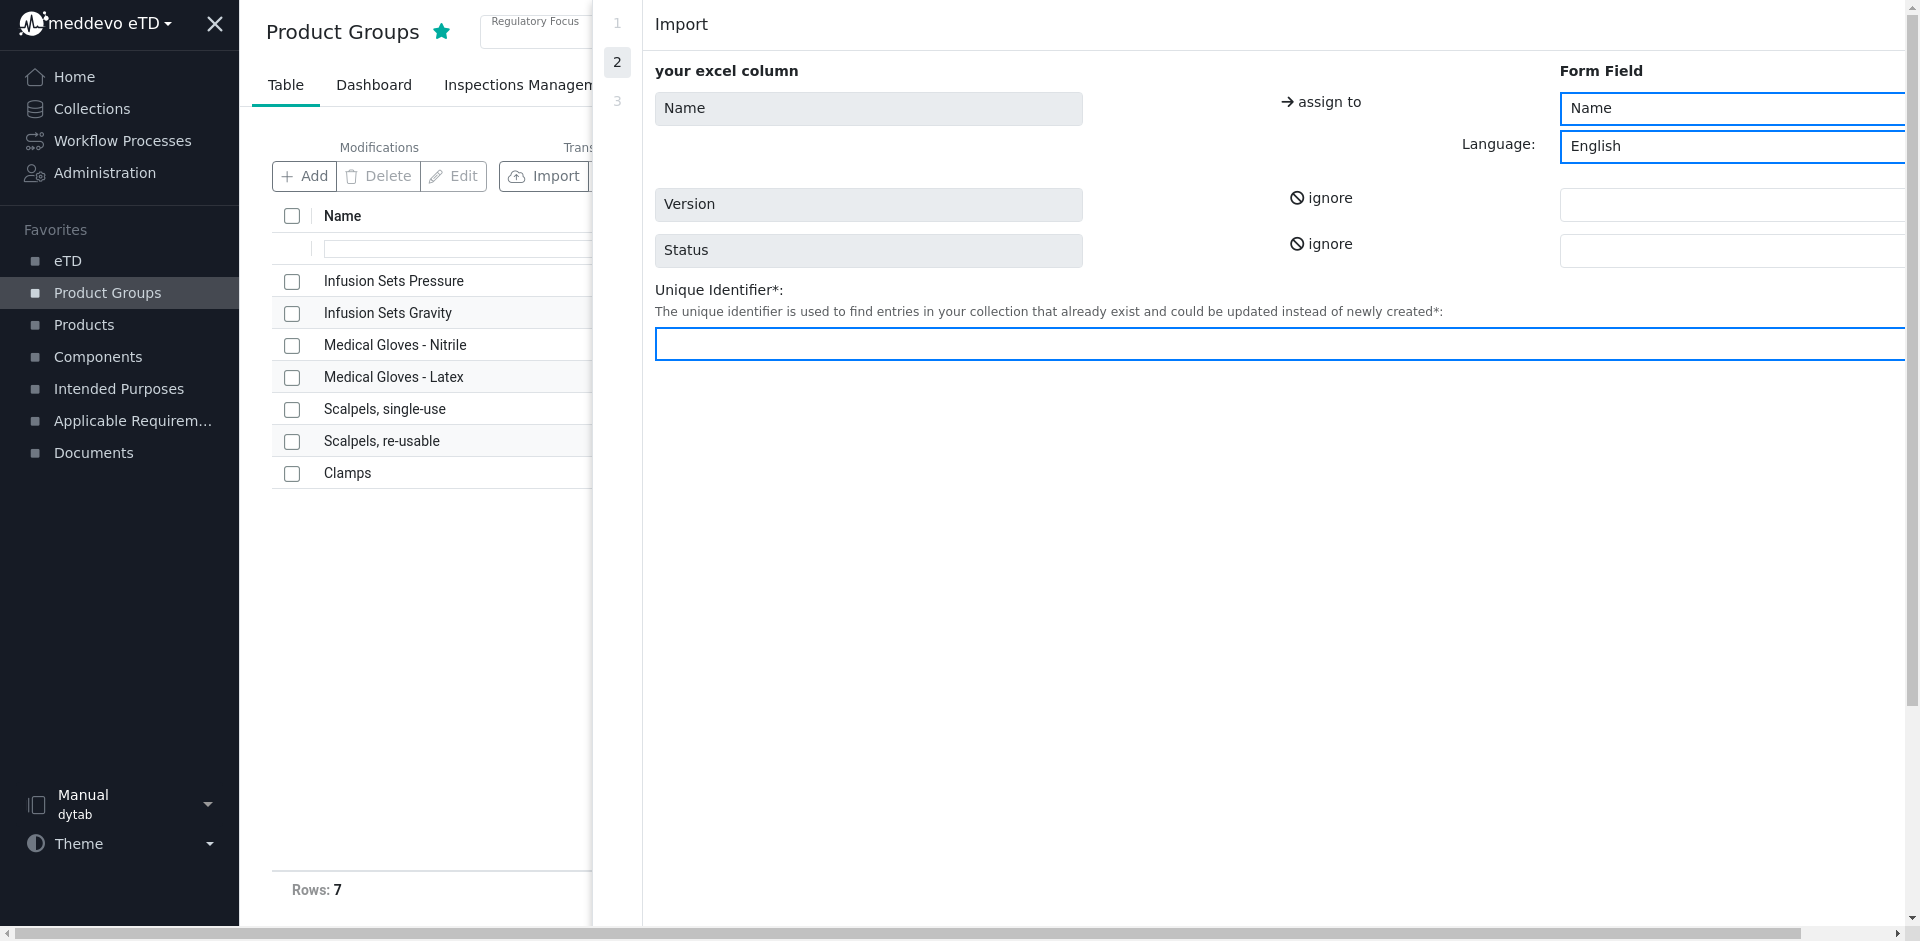 meddevo eTD
Home
Collections
Workflow Processes
Administration
Favorites
eTD
Product Groups
Products
Components
Intended Purposes
Applicable Requirem...
Documents
Manual
dytab
Theme
Product Groups
Regulatory Focus
Table
Dashboard
Inspections Managem
Modifications
Trans
Add
Delete
Edit
Import
Name
Infusion Sets Pressure
Infusion Sets Gravity
Medical Gloves - Nitrile
Medical Gloves - Latex
Scalpels, single-use
Scalpels, re-usable
Clamps
Rows: 7
1
2
3
Import
your excel column
Form Field
Name
assign to
Name
Language:
English
Version
ignore
Status
ignore
Unique Identifier*:
The unique identifier is used to find entries in your collection that already exist and could be updated instead of newly created*: